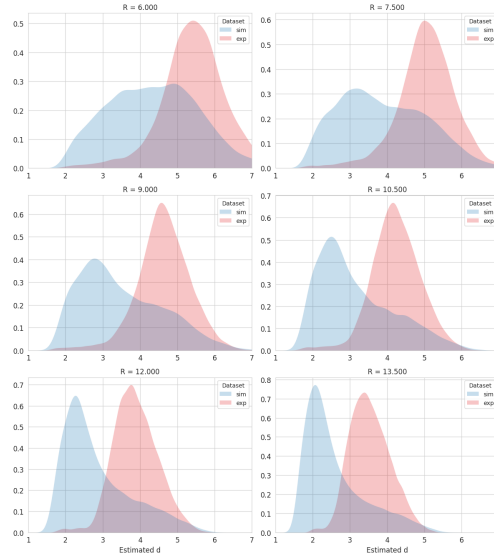 R = 6.000
Dataset
sim
exp
0.5
0.4
0.3
0.2
0.1
0.0
1 2 3 4 5 6 7
R = 7.500
Dataset
sim
exp
0.6
0.5
0.4
0.3
0.2
0.1
0.0
1 2 3 4 5 6
R = 9.000
Dataset
sim
exp
0.6
0.5
0.4
0.3
0.2
0.1
0.0
1 2 3 4 5 6 7
R = 10.500
Dataset
sim
exp
0.7
0.6
0.5
0.4
0.3
0.2
0.1
0.0
1 2 3 4 5 6
R = 12.000
Dataset
sim
exp
0.7
0.6
0.5
0.4
0.3
0.2
0.1
0.0
1 2 3 4 5 6 7
Estimated d
R = 13.500
Dataset
sim
exp
0.8
0.7
0.6
0.5
0.4
0.3
0.2
0.1
0.0
1 2 3 4 5 6
Estimated d